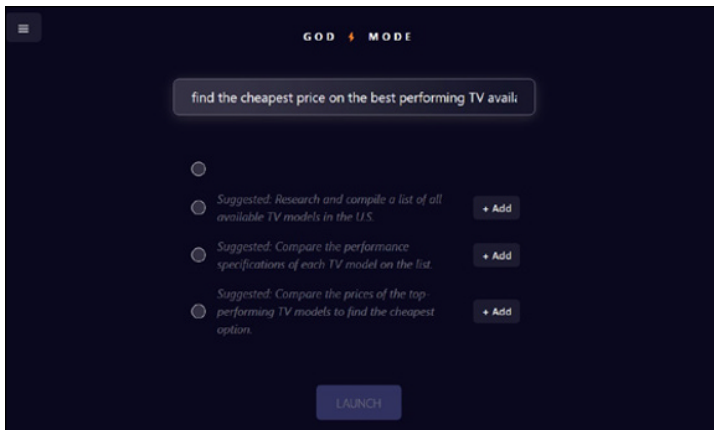 GOD MODE
find the cheapest price on the best performing TV avail
Suggested: Research and compile a list of all
available TV models in the U.S.
+ Add
Suggested: Compare the performance
specifications of each TV model on the list.
+ Add
Suggested: Compare the prices of the top-
performing TV models to find the cheapest
option.
+ Add
LAUNCH